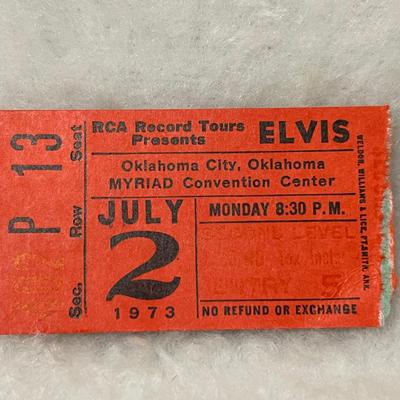 RCA Record Tours
Presents
ELVIS
Oklahoma City, Oklahoma
MYRIAD Convention Center
JULY
2
1973
MONDAY 8:30 P.M.
LEVEL
NO REFUND OR EXCHANGE
WELDON, WILLIAMS & LICK, FT. SMITH, ARK.
Seat
13
Row
P
Sec.